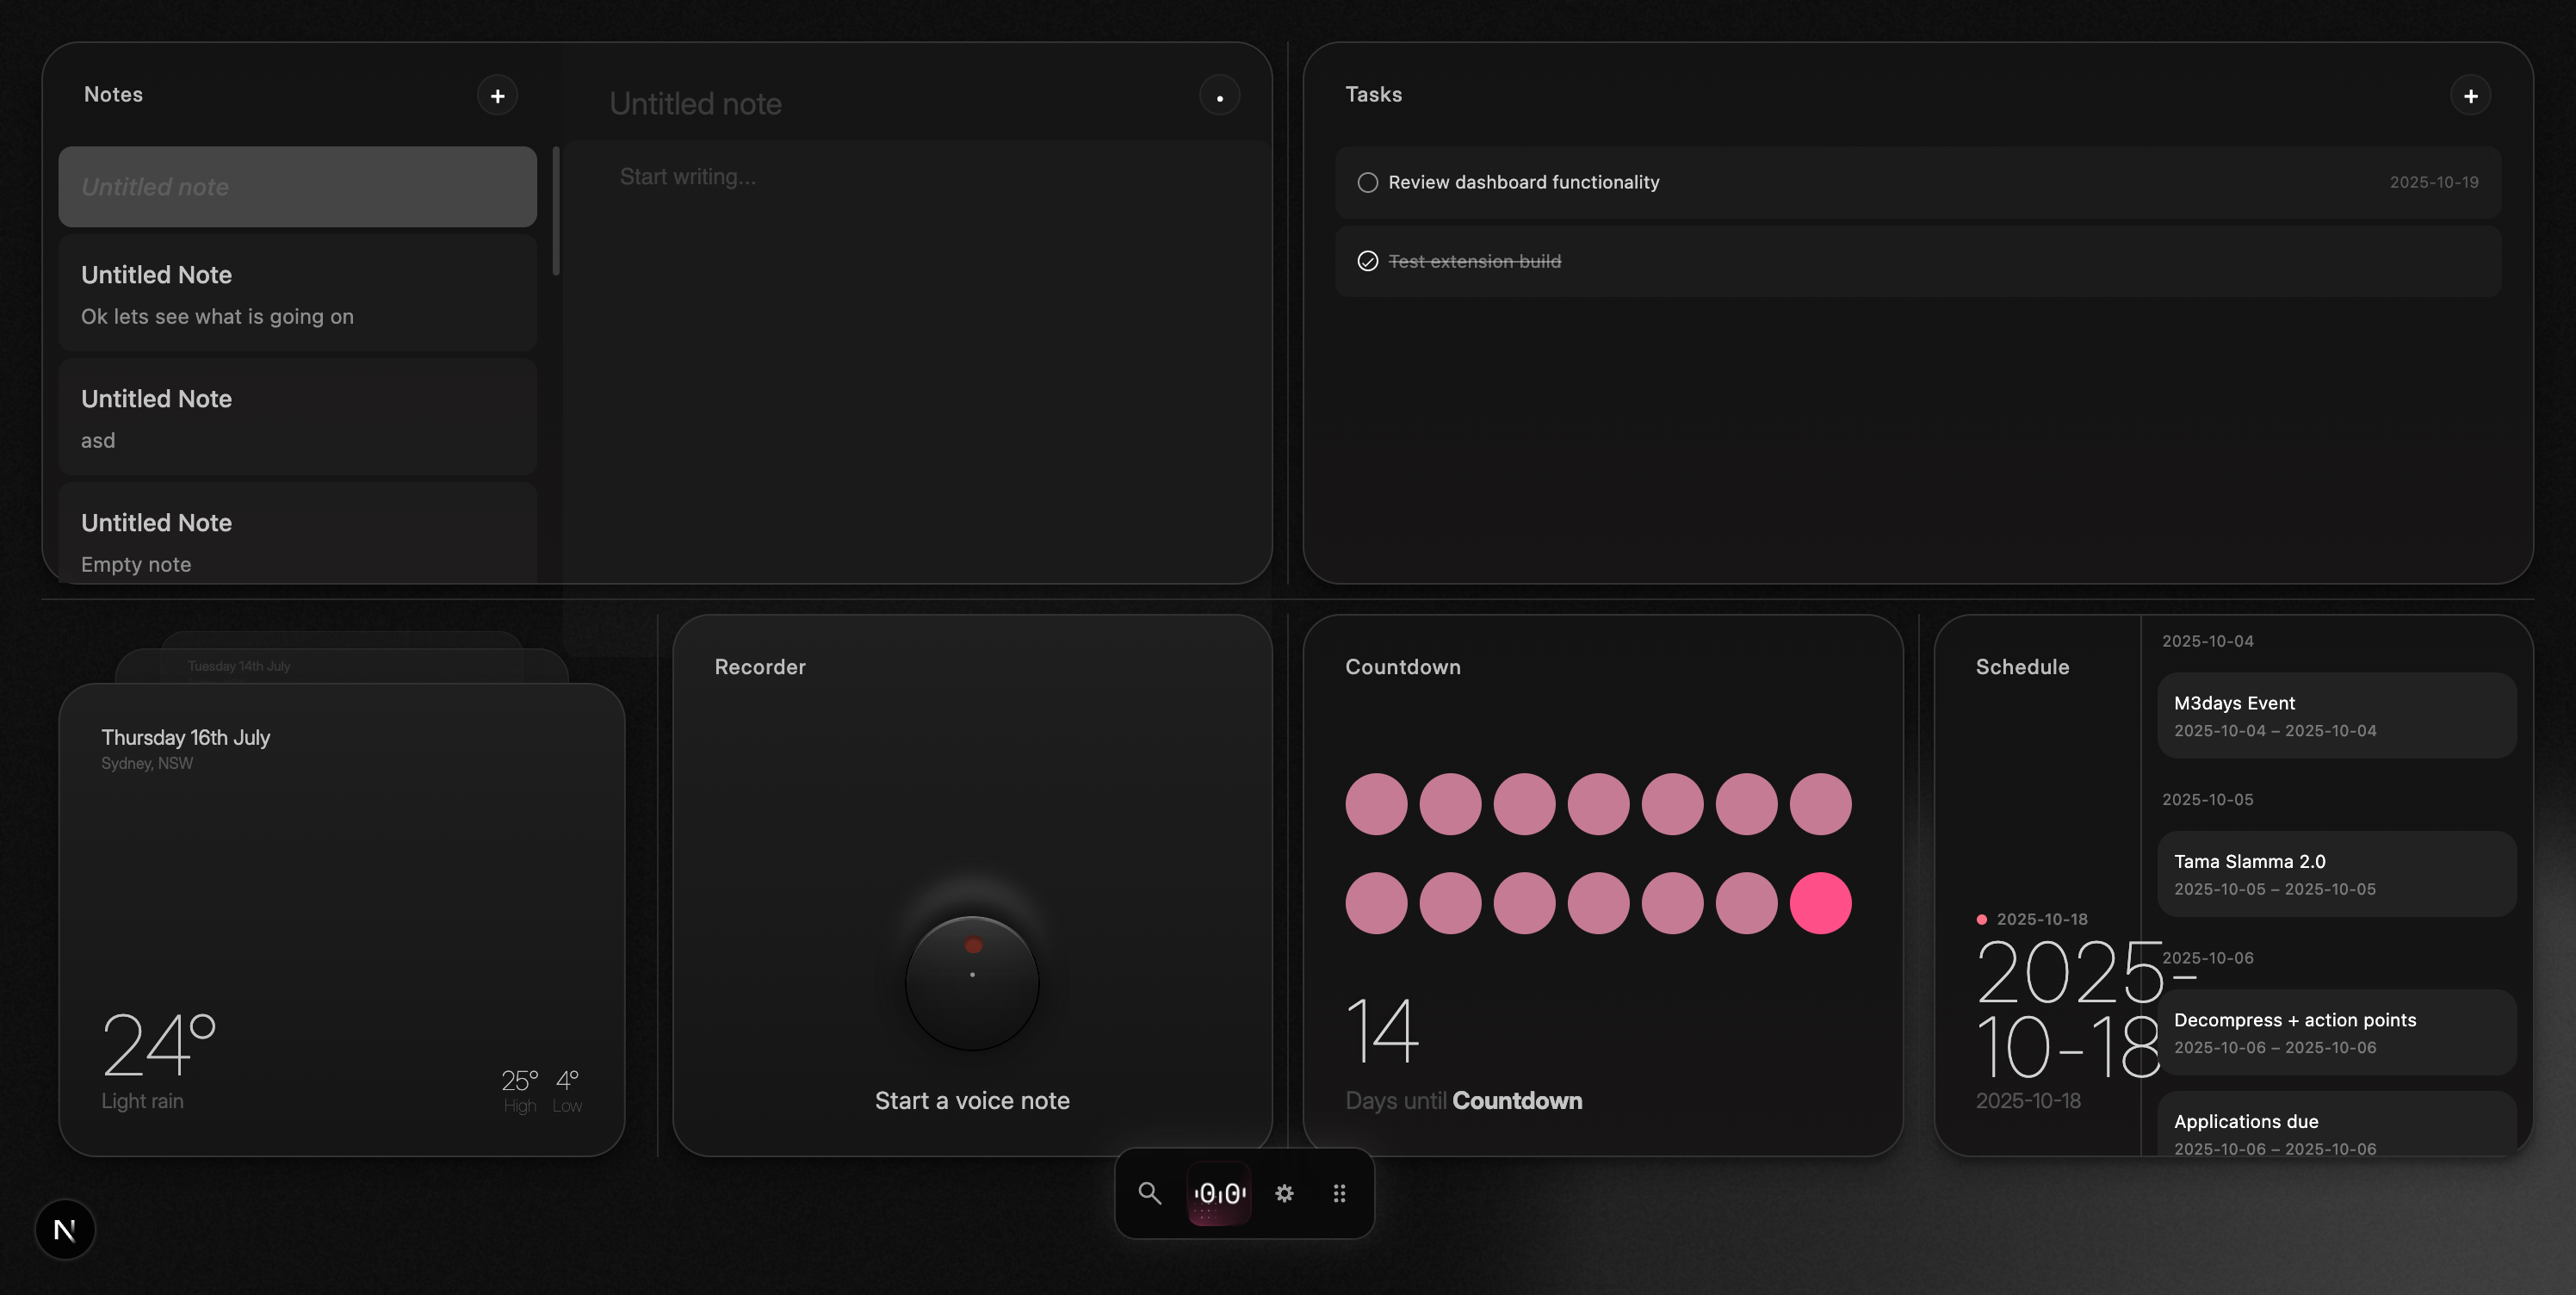 Notes
+
Untitled note
Untitled Note
Ok lets see what is going on
Untitled Note
asd
Untitled Note
Empty note
Untitled note
Start writing...
Tasks
+
Review dashboard functionality 2025-10-19
Test extension build
Tuesday 14th July
Thursday 16th July
Sydney, NSW
24°
Light rain
25° 4°
High Low
Recorder
Start a voice note
Countdown
14
Days until Countdown
Schedule
2025-10-18
2025-
10-18
2025-10-18
2025-10-04
M3days Event
2025-10-04 – 2025-10-04
2025-10-05
Tama Slamma 2.0
2025-10-05 – 2025-10-05
2025-10-06
Decompress + action points
2025-10-06 – 2025-10-06
Applications due
2025-10-06 – 2025-10-06
N